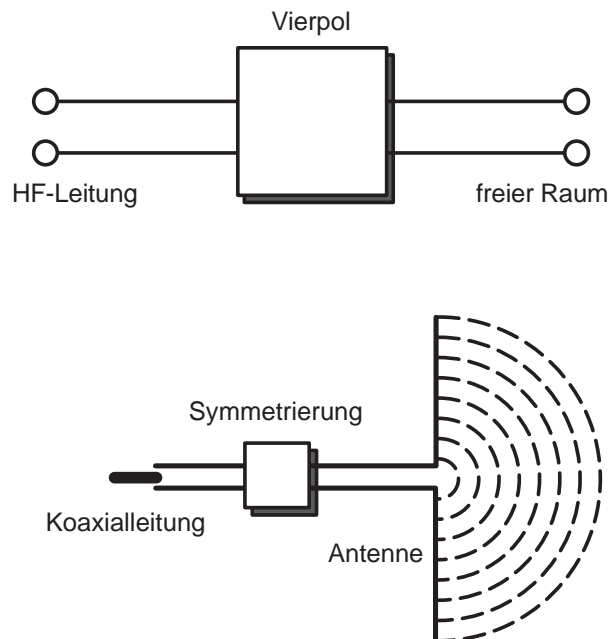 Vierpol
HF-Leitung
freier Raum
Symmetrierung
Koaxialleitung
Antenne